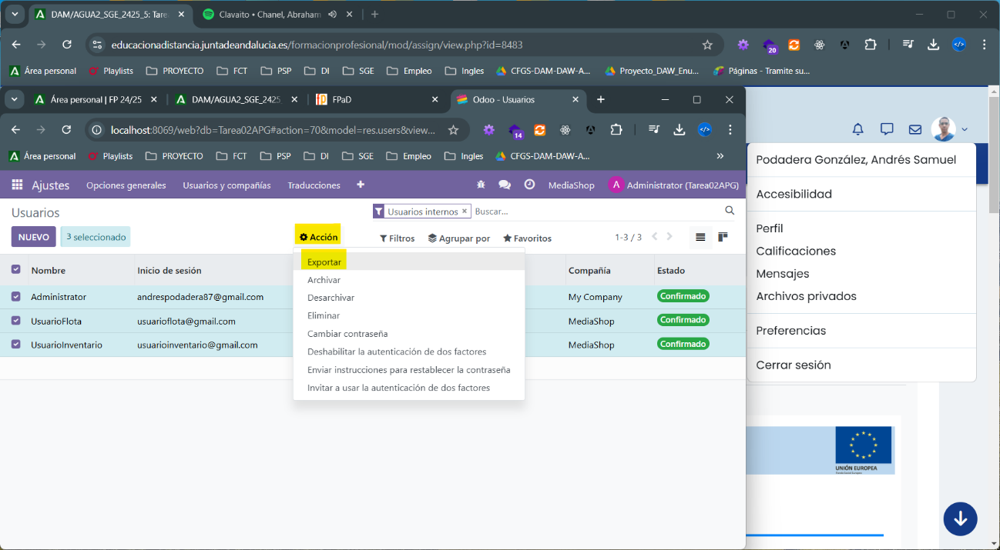 DAM/AGUA2_SGE_2425_5: Tare
Clavaito • Chanel, Abraham
educacionadistancia.juntadeandalucia.es/formacionprofesional/mod/assign/view.php?id=8483
20
Área personal
Playlists
PROYECTO
FCT
PSP
DI
SGE
Empleo
Ingles
CFGS-DAM-DAW-A...
Proyecto_DAW_Enu...
Páginas - Tramite su...
Área personal | FP 24/25
DAM/AGUA2_SGE_2425_
FPaD
Odoo - Usuarios
localhost:8069/web?db=Tarea02APG#action=70&model=res.users&view...
14
Área personal
Playlists
PROYECTO
FCT
PSP
DI
SGE
Empleo
Ingles
CFGS-DAM-DAW-A...
»
Ajustes
Opciones generales
Usuarios y compañías
Traducciones
MediaShop
A
Administrator (Tarea02APG)
Usuarios
Usuarios internos
Buscar...
NUEVO
3 seleccionado
Acción
Filtros
Agrupar por
Favoritos
1-3 / 3
Nombre
Inicio de sesión
Compañía
Estado
Administrator
andrespodadera87@gmail.com
My Company
Confirmado
UsuarioFlota
usuarioflota@gmail.com
MediaShop
Confirmado
UsuarioInventario
usuarioinventario@gmail.com
MediaShop
Confirmado
Exportar
Archivar
Desarchivar
Eliminar
Cambiar contraseña
Deshabilitar la autenticación de dos factores
Enviar instrucciones para restablecer la contraseña
Invitar a usar la autenticación de dos factores
Podadera González, Andrés Samuel
Accesibilidad
Perfil
Calificaciones
Mensajes
Archivos privados
Preferencias
Cerrar sesión
UNIÓN EUROPEA